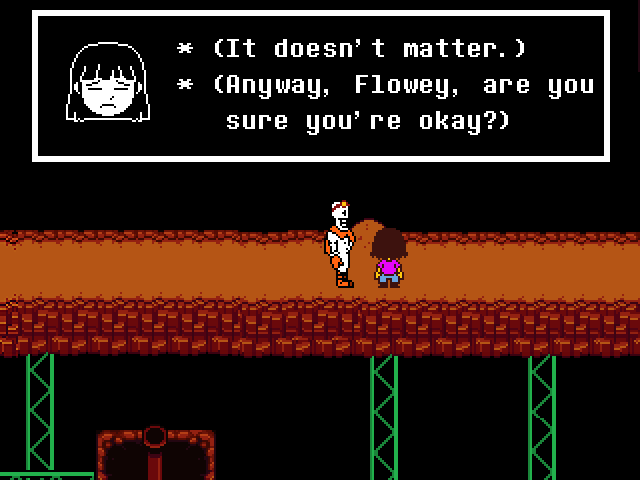 * (It doesn't matter.)
* (Anyway, Flowey, are you
sure you're okay?)